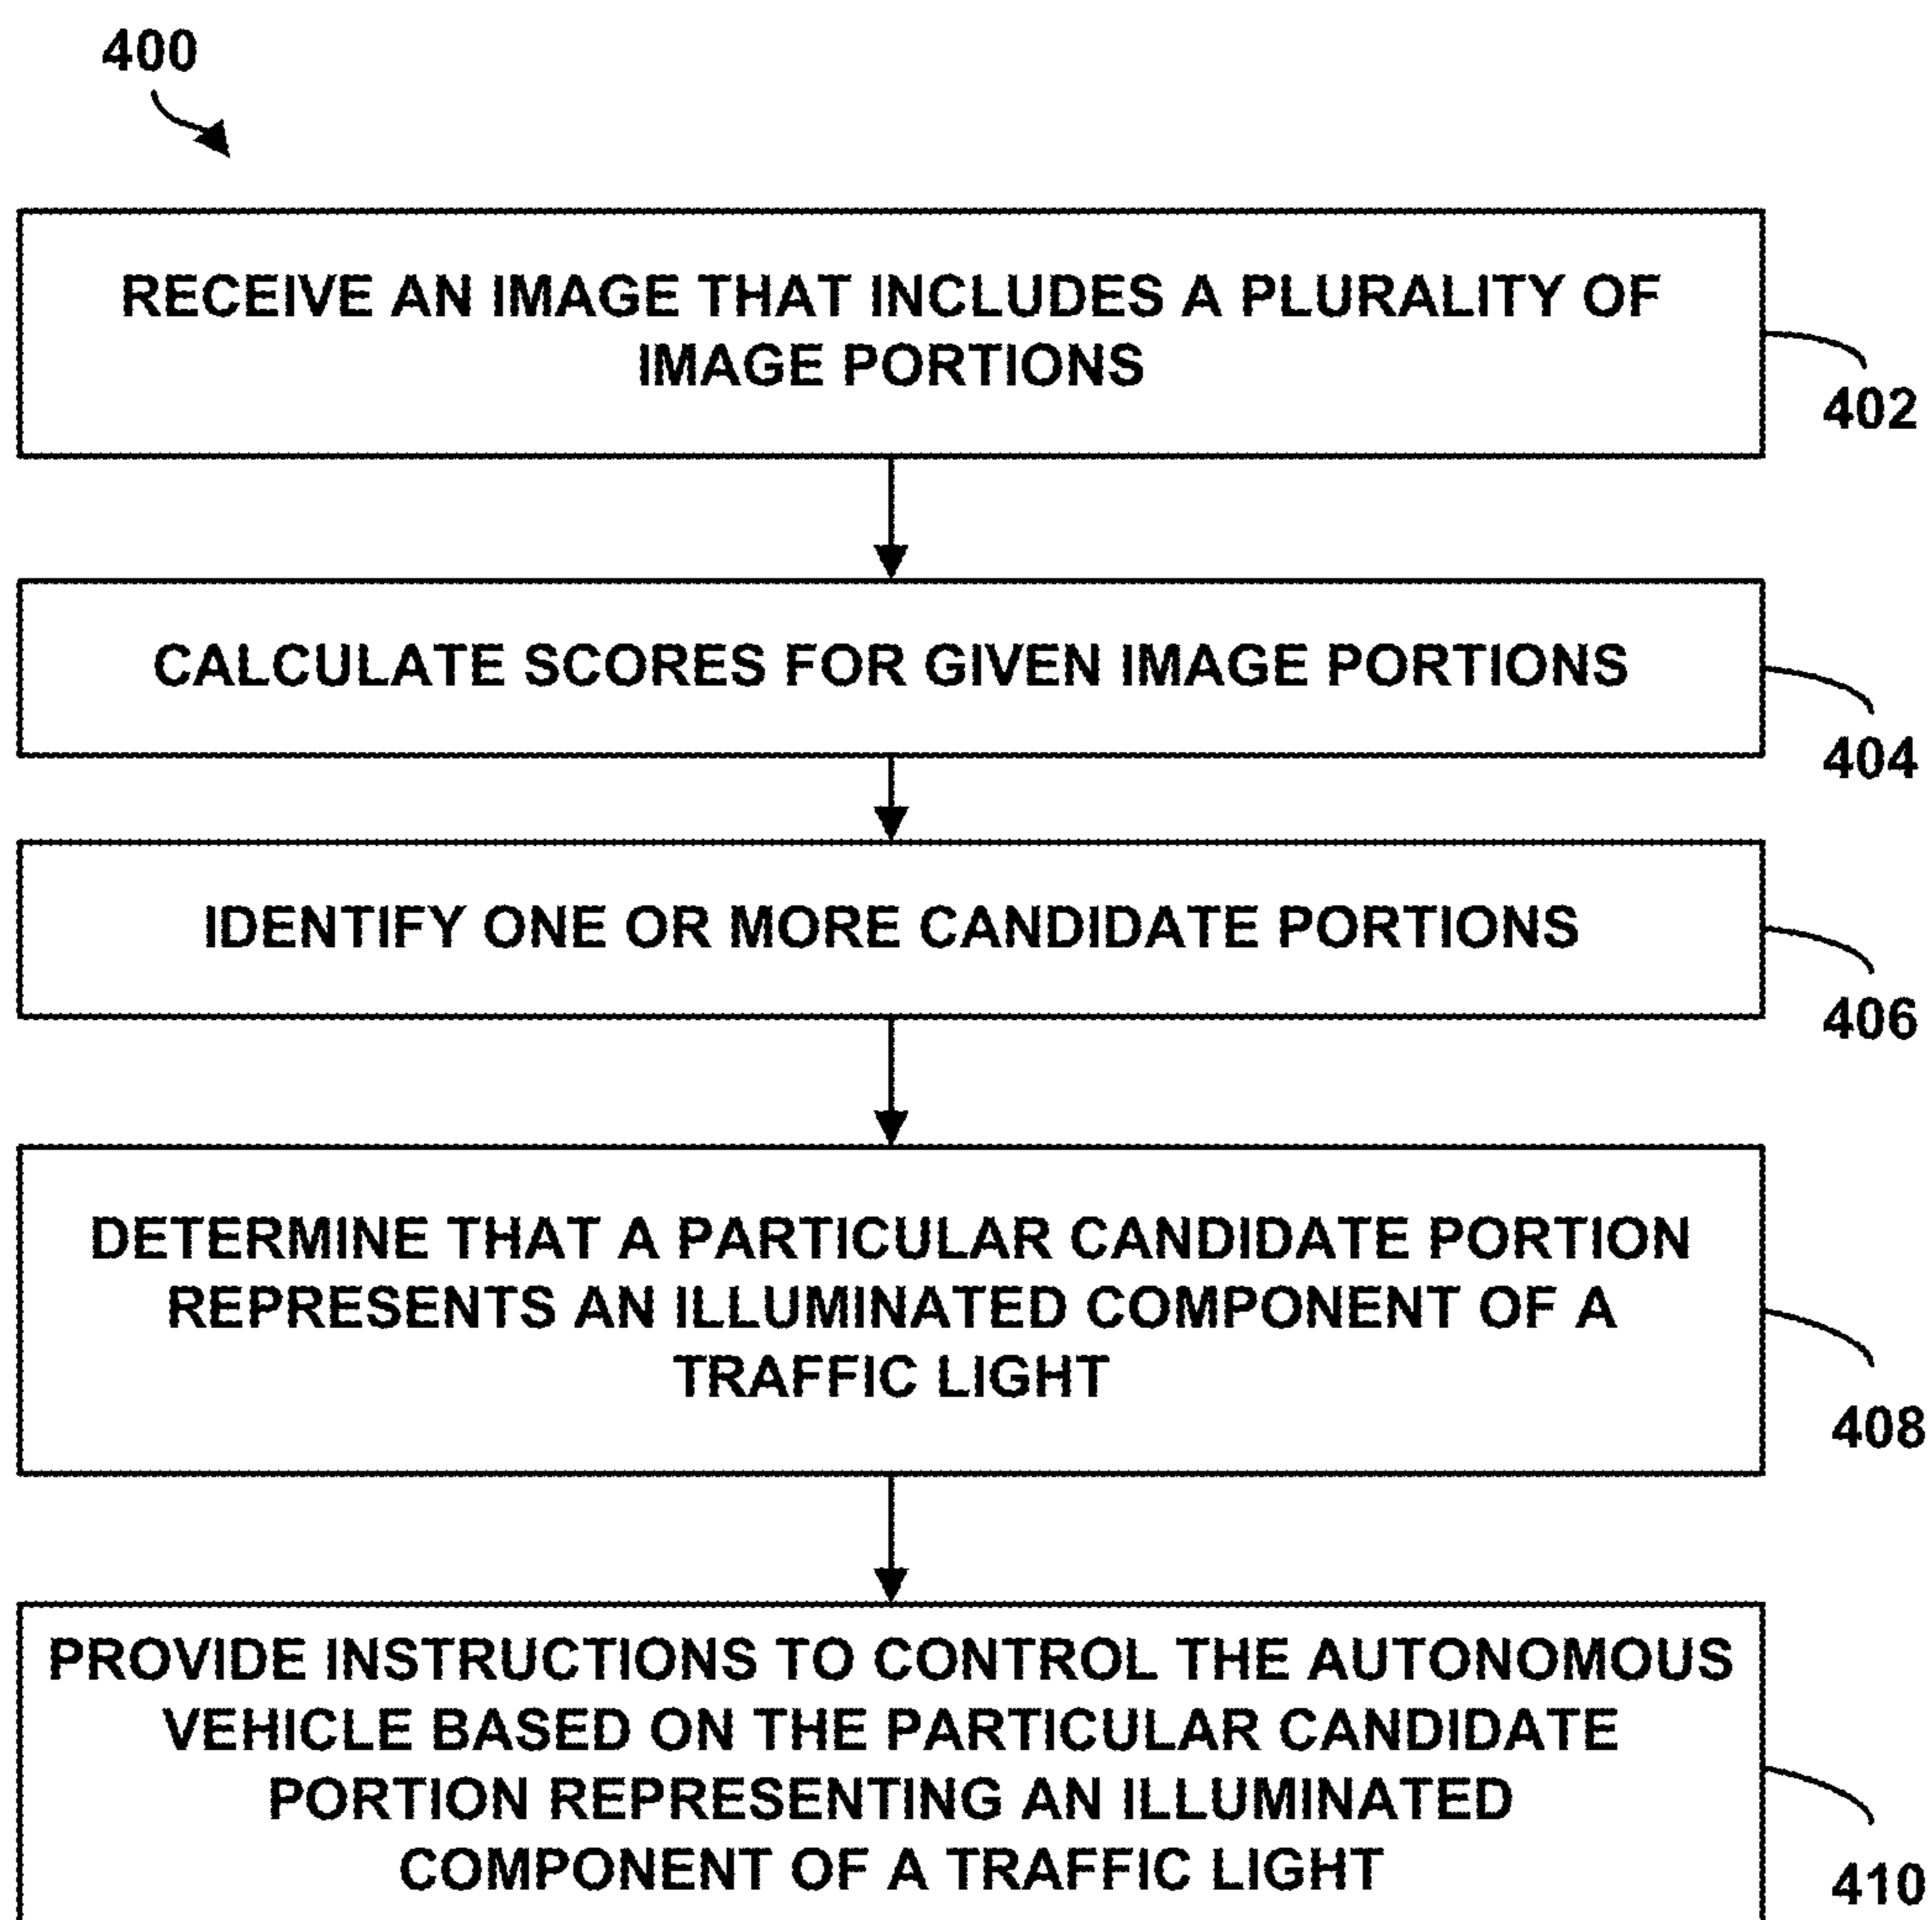 400
RECEIVE AN IMAGE THAT INCLUDES A PLURALITY OF
IMAGE PORTIONS
402
CALCULATE SCORES FOR GIVEN IMAGE PORTIONS
404
IDENTIFY ONE OR MORE CANDIDATE PORTIONS
406
DETERMINE THAT A PARTICULAR CANDIDATE PORTION
REPRESENTS AN ILLUMINATED COMPONENT OF A
TRAFFIC LIGHT
408
PROVIDE INSTRUCTIONS TO CONTROL THE AUTONOMOUS
VEHICLE BASED ON THE PARTICULAR CANDIDATE
PORTION REPRESENTING AN ILLUMINATED
COMPONENT OF A TRAFFIC LIGHT
410